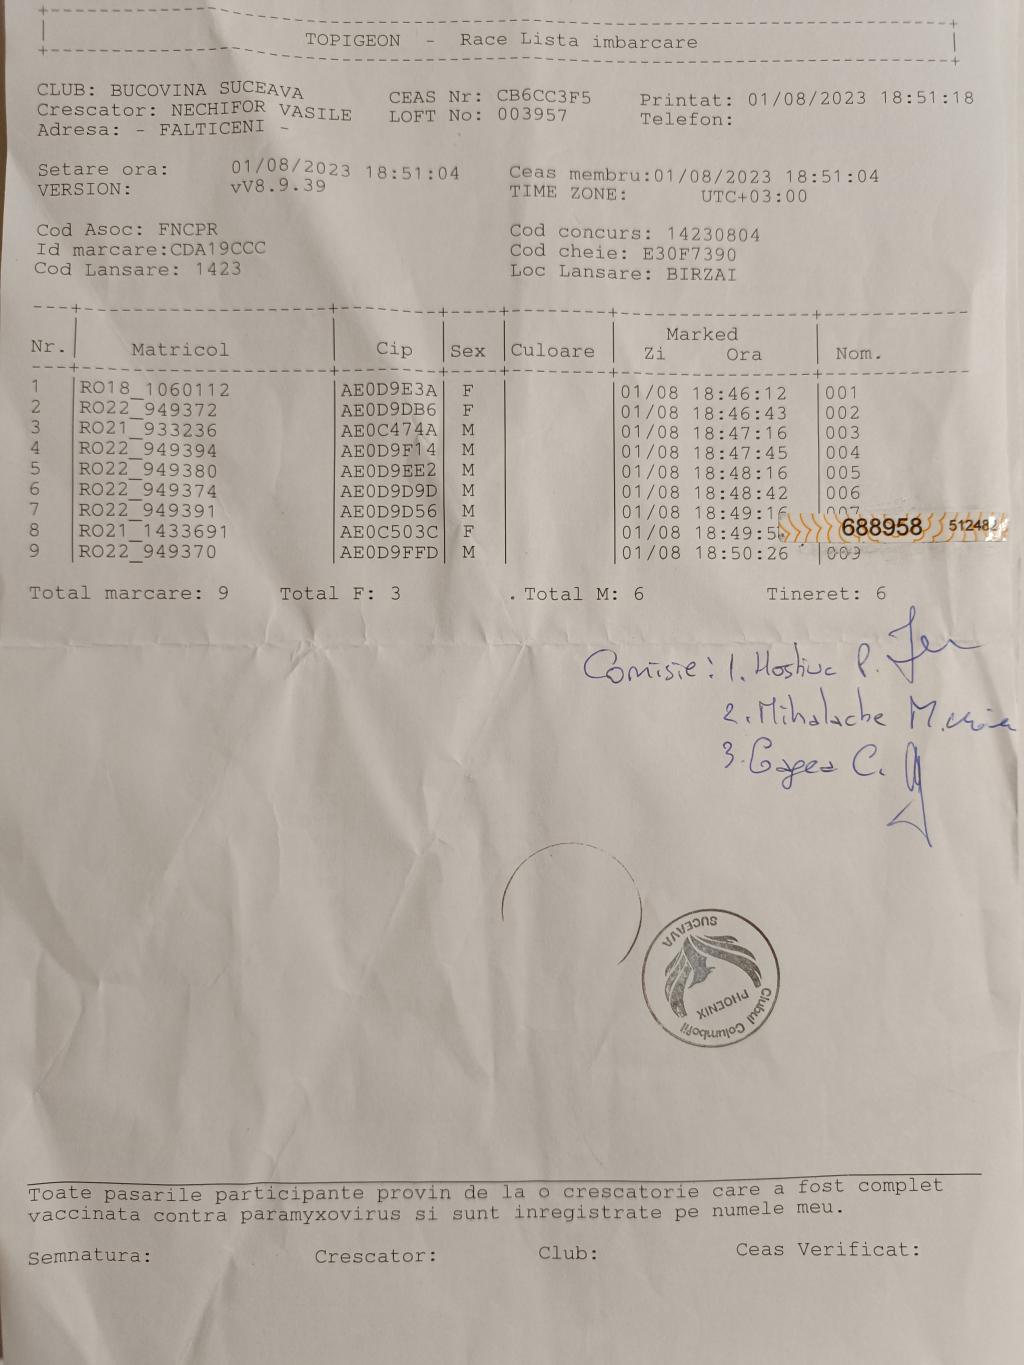 TOPIGEON - Race Lista imbarcare
CLUB: BUCOVINA SUCEAVA
Crescator: NECHIFOR VASILE
Adresa: - FALTICENI -
CEAS Nr: CB6CC3F5
LOFT No: 003957
Printat: 01/08/2023 18:51:18
Telefon:
Setare ora: 01/08/2023 18:51:04
VERSION: vV8.9.39
Ceas membru:01/08/2023 18:51:04
TIME ZONE: UTC+03:00
Cod Asoc: FNCPR
Id marcare:CDA19CCC
Cod Lansare: 1423
Cod concurs: 14230804
Cod cheie: E30F7390
Loc Lansare: BIRZAI
Marked
Nr. Matricol Cip Sex Culoare Zi Ora Nom.
1 RO18_1060112 AE0D9E3A F 01/08 18:46:12 001
2 RO22_949372 AE0D9DB6 F 01/08 18:46:43 002
3 RO21_933236 AE0C474A M 01/08 18:47:16 003
4 RO22_949394 AE0D9F14 M 01/08 18:47:45 004
5 RO22_949380 AE0D9EE2 M 01/08 18:48:16 005
6 RO22_949374 AE0D9D9D M 01/08 18:48:42 006
7 RO22_949391 AE0D9D56 M 01/08 18:49:16 007
8 RO21_1433691 AE0C503C F 01/08 18:49:5
688958 51248
9 RO22_949370 AE0D9FFD M 01/08 18:50:26 009
Total marcare: 9 Total F: 3 Total M: 6 Tineret: 6
Comisie: 1. Hostiuc P.
2. Mihalache M.
3. Gagea C.
SUCEAVA
PHOENIX
Clubul Columbofil
Toate pasarile participante provin de la o crescatorie care a fost complet
vaccinata contra paramyxovirus si sunt inregistrate pe numele meu.
Semnatura: Crescator: Club: Ceas Verificat: